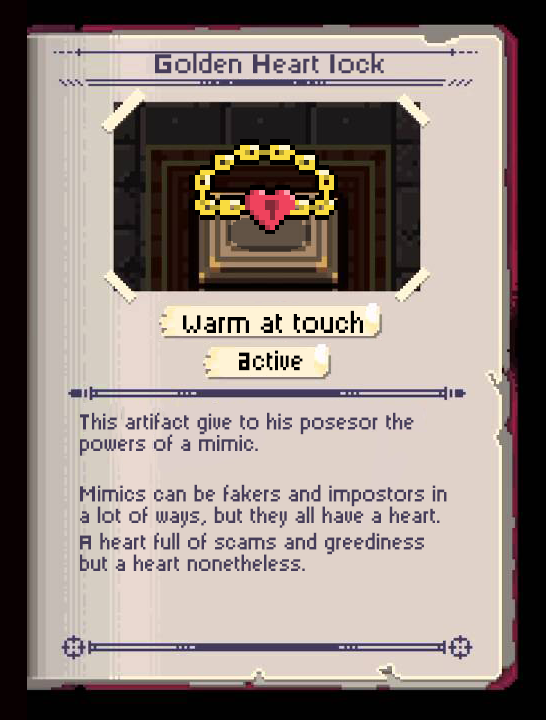 Golden Heart lock
Warm at touch
Active
This artifact give to his posesor the
powers of a mimic.
Mimics can be fakers and impostors in
a lot of ways, but they all have a heart.
A heart full of scams and greediness
but a heart nonetheless.